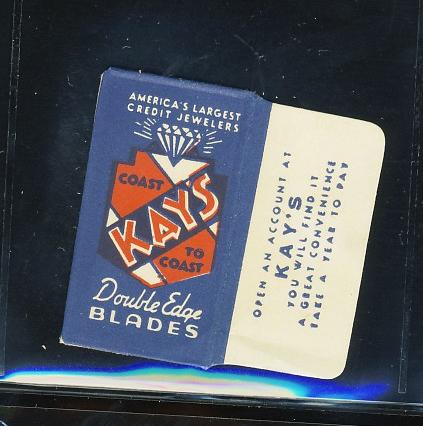 AMERICA'S LARGEST
CREDIT JEWELERS
COAST
KAY'S
TO
COAST
Double Edge
BLADES
OPEN AN ACCOUNT AT
KAY'S
YOU WILL FIND IT
A GREAT CONVENIENCE
TAKE A YEAR TO PAY